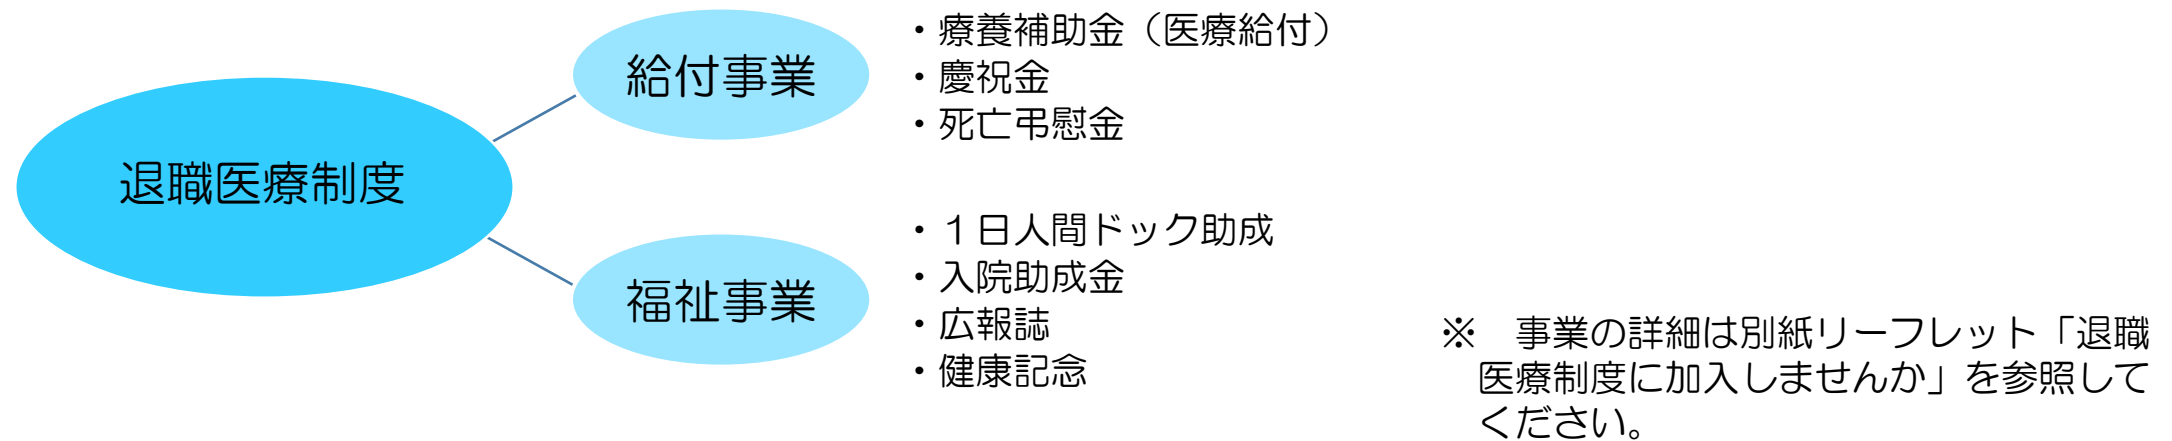 退職医療制度
給付事業
・療養補助金（医療給付）
・慶祝金
・死亡弔慰金
福祉事業
・１日人間ドック助成
・入院助成金
・広報誌
・健康記念
※　事業の詳細は別紙リーフレット「退職
医療制度に加入しませんか」を参照して
ください。